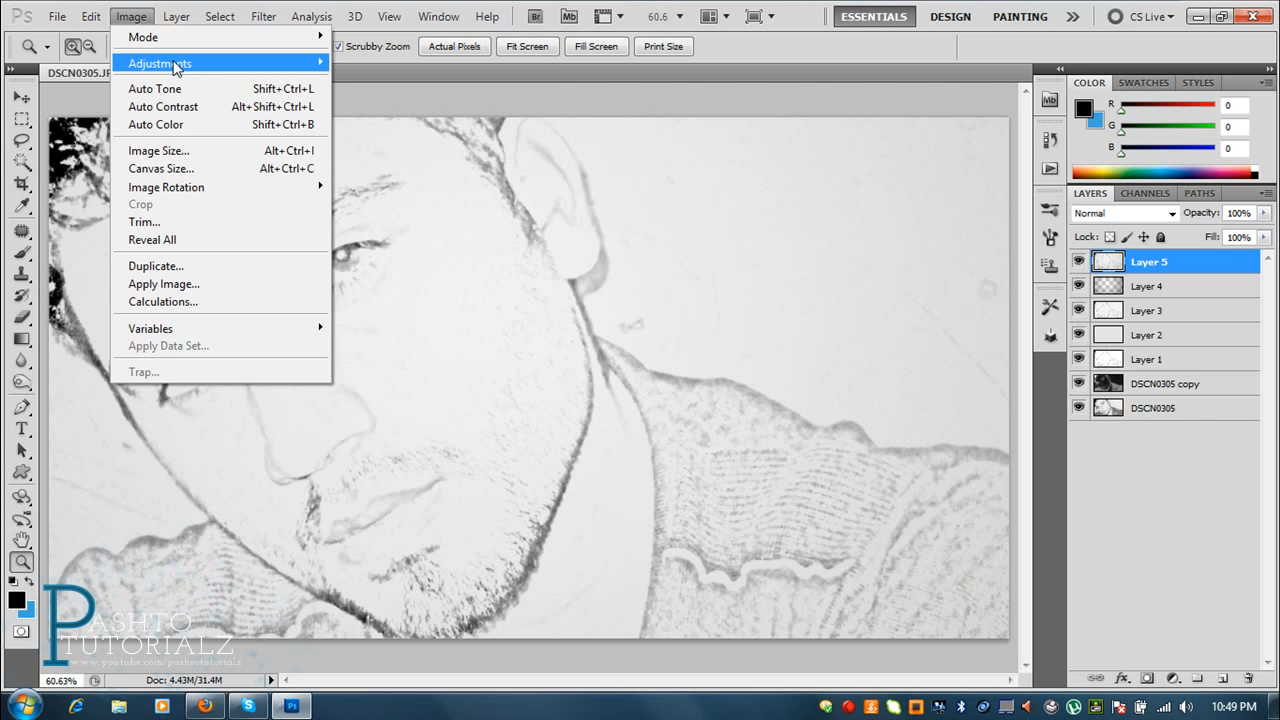 Ps File Edit Image Layer Select Filter Analysis 3D View Window Help Br Mb 60.6 ESSENTIALS DESIGN PAINTING CS Live
Scrubby Zoom Actual Pixels Fit Screen Fill Screen Print Size
DSCN0305.JP
Mode
Adjustments
Auto Tone Shift+Ctrl+L
Auto Contrast Alt+Shift+Ctrl+L
Auto Color Shift+Ctrl+B
Image Size... Alt+Ctrl+I
Canvas Size... Alt+Ctrl+C
Image Rotation
Crop
Trim...
Reveal All
Duplicate...
Apply Image...
Calculations...
Variables
Apply Data Set...
Trap...
COLOR SWATCHES STYLES
R 0
G 0
B 0
LAYERS CHANNELS PATHS
Normal Opacity: 100%
Lock: Fill: 100%
Layer 5
Layer 4
Layer 3
Layer 2
Layer 1
DSCN0305 copy
DSCN0305
Mb
PASHTO
TUTORIALZ
www.youtube.com/pashtotutorialz
60.63% Doc: 4.43M/31.4M
10:49 PM